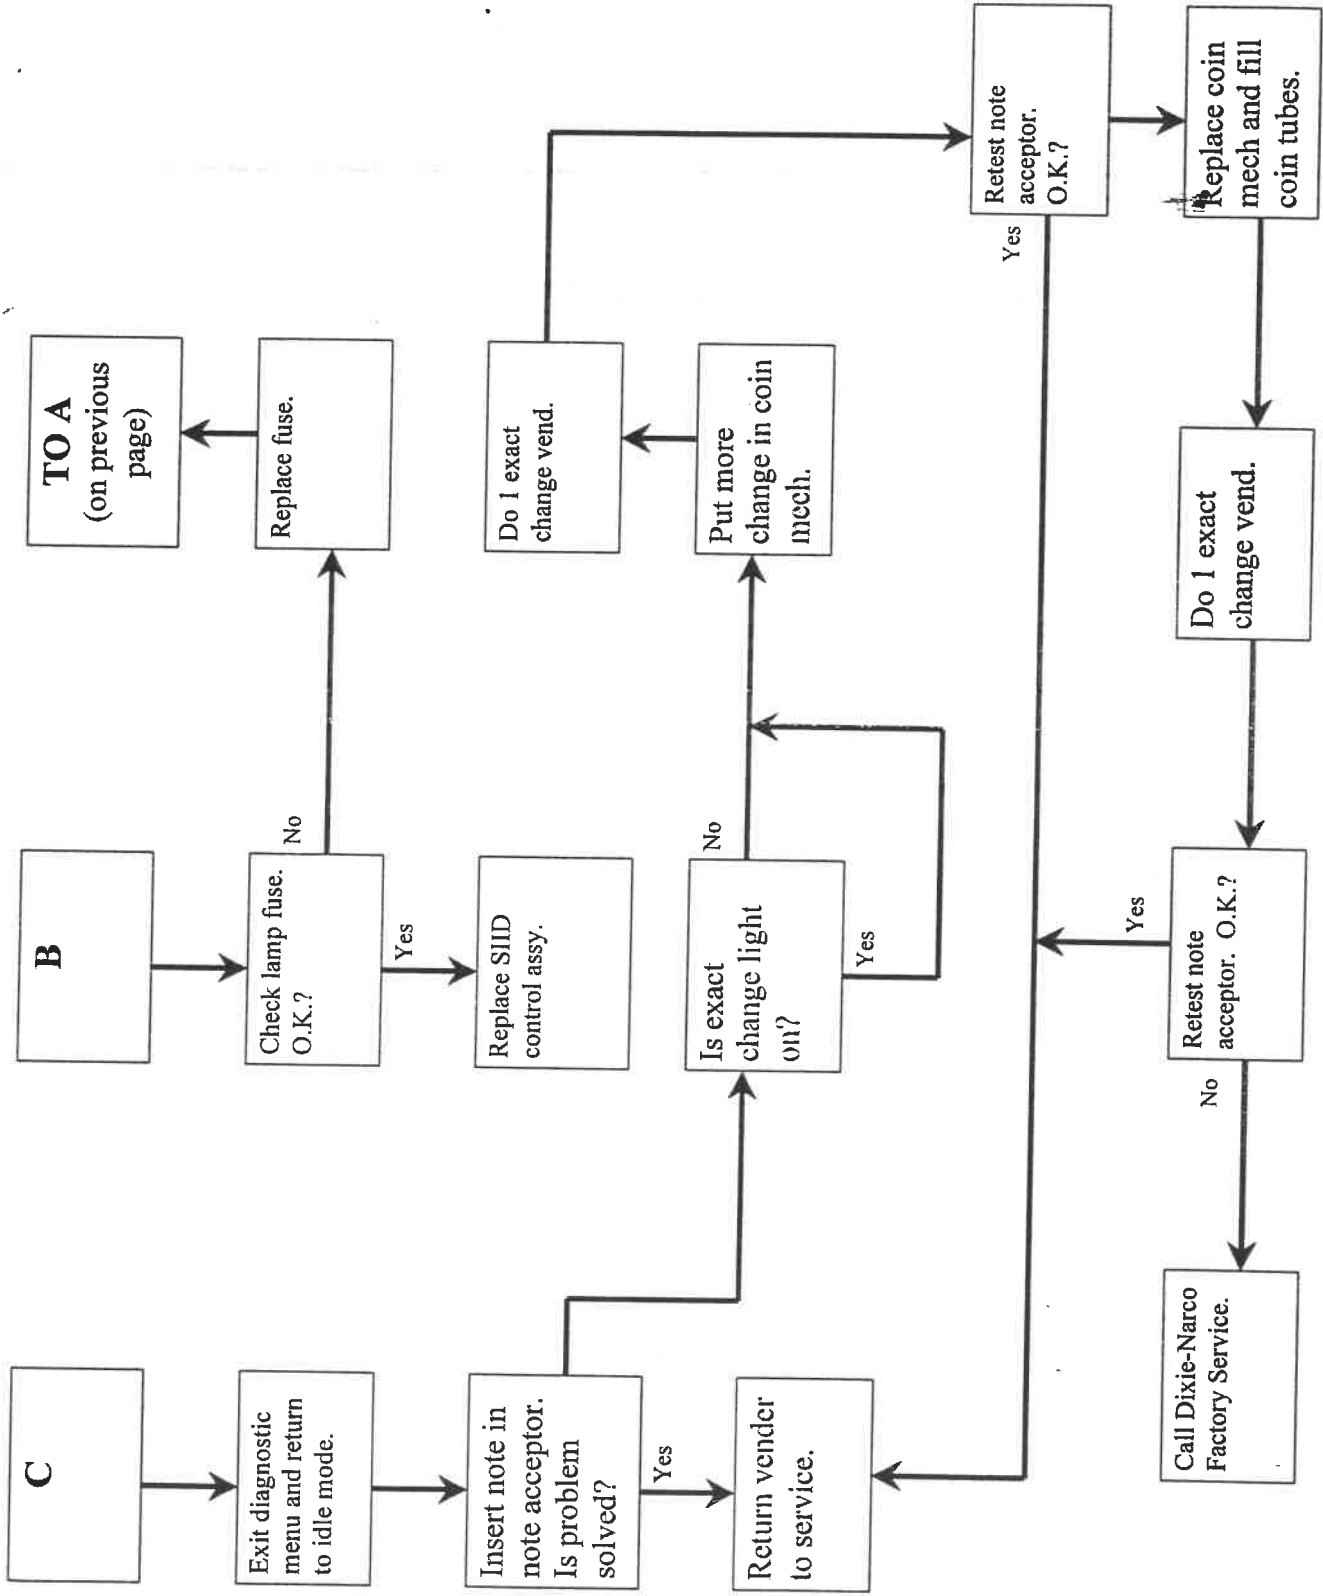 C
Exit diagnostic
menu and return
to idle mode.
Insert note in
note acceptor.
Is problem
solved?
Yes
Return vender
to service.
B
Check lamp fuse.
O.K.?
No
Yes
Replace SIID
control assy.
Replace fuse.
TO A
(on previous
page)
Is exact
change light
on?
No
Yes
Put more
change in coin
mech.
Do 1 exact
change vend.
Retest note
acceptor.
O.K.?
Yes
Replace coin
mech and fill
coin tubes.
Do 1 exact
change vend.
Retest note
acceptor. O.K.?
Yes
No
Call Dixie-Narco
Factory Service.